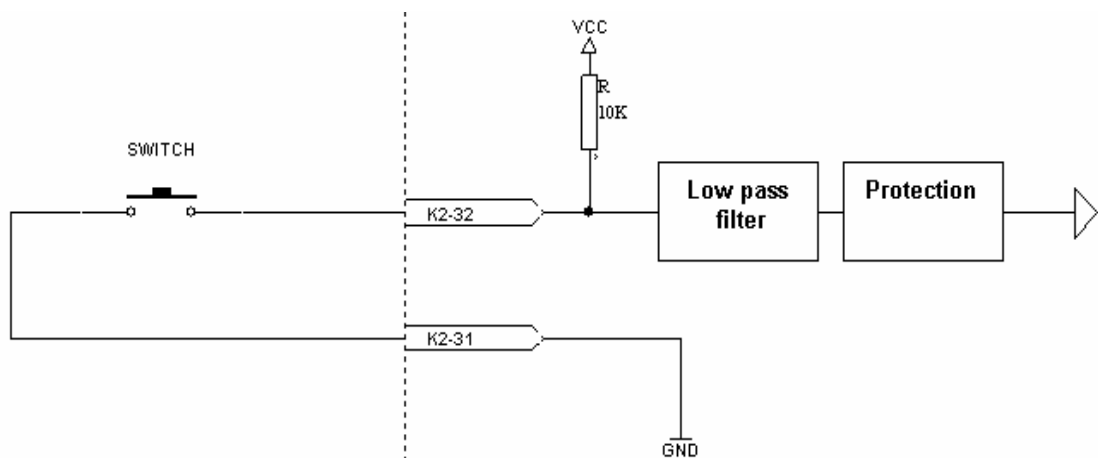 VCC
R
10K
SWITCH
Low pass
filter
Protection
K2-32
K2-31
GND